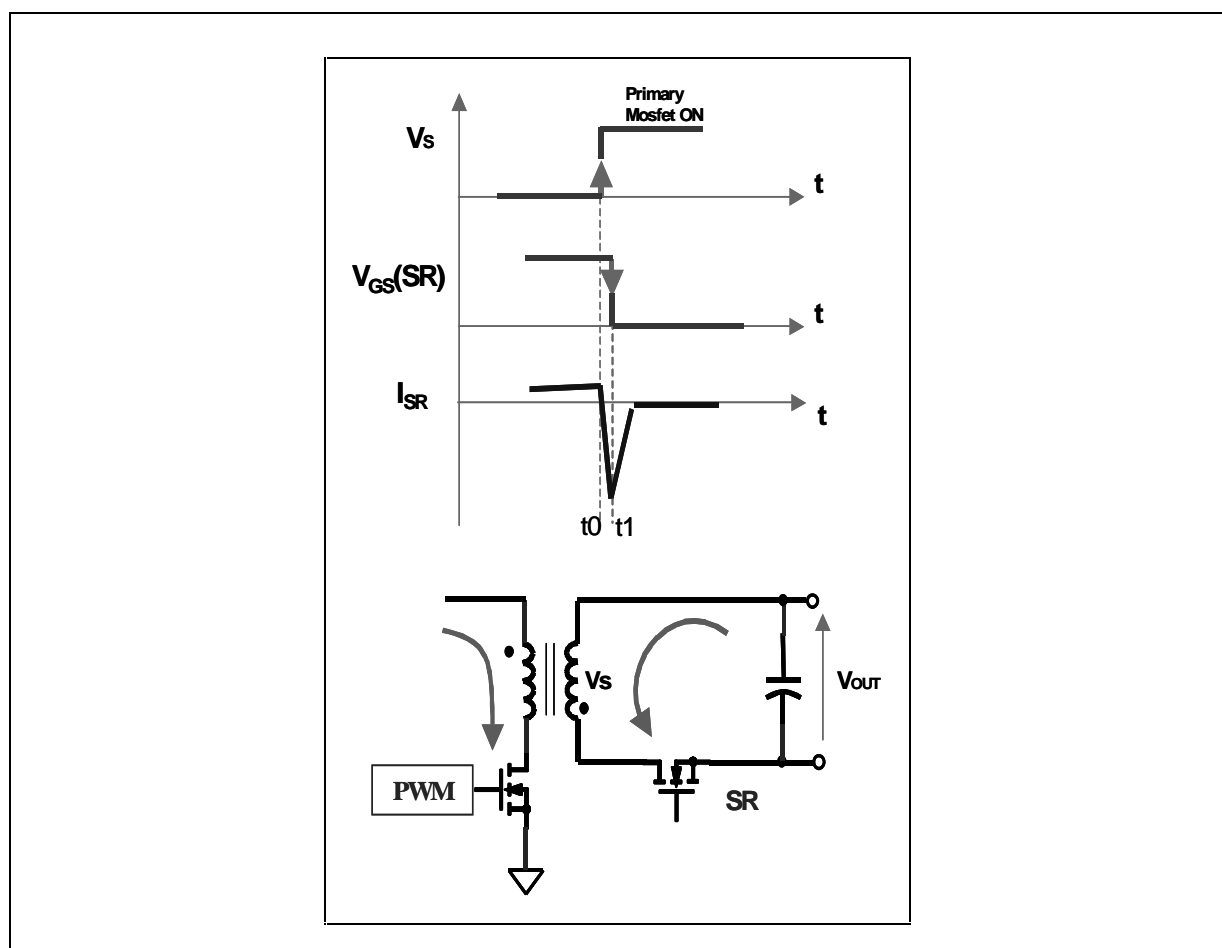 Primary
Mosfet ON
Vs
t
VGS(SR)
t
ISR
t
t0 t1
Vs
VOUT
PWM
SR